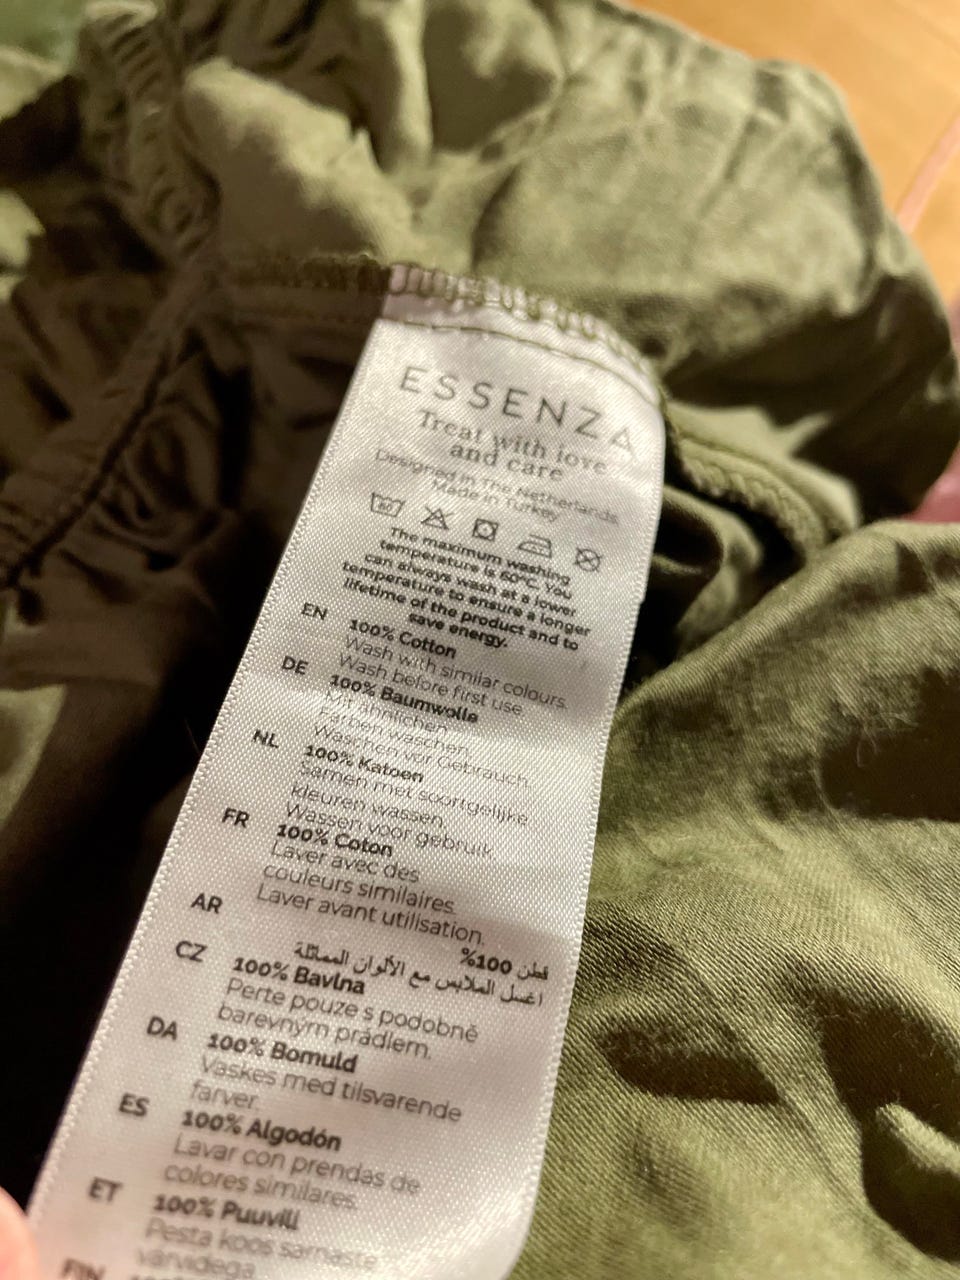 ESSENZA
Treat with love
and care
Designed in The Netherlands
Made in Turkey
60
The maximum washing
temperature is 60°C. You
can always wash at a lower
temperature to ensure a longer
lifetime of the product and to
save energy.
EN 100% Cotton
Wash with similar colours.
Wash before first use.
DE 100% Baumwolle
Mit ähnlichen
Farben waschen.
Waschen vor Gebrauch.
NL 100% Katoen
Samen met soortgelijke
kleuren wassen.
Wassen voor gebruik.
FR 100% Coton
Laver avec des
couleurs similaires.
Laver avant utilisation.
AR قطن 100%
اغسل الملابس مع الألوان المماثلة
CZ 100% Bavlna
Perte pouze s podobně
barevným prádlem.
DA 100% Bomuld
Vaskes med tilsvarende
farver.
ES 100% Algodón
Lavar con prendas de
colores similares.
ET 100% Puuvill
Pesta koos sarnaste
värvidega
FIN 100%